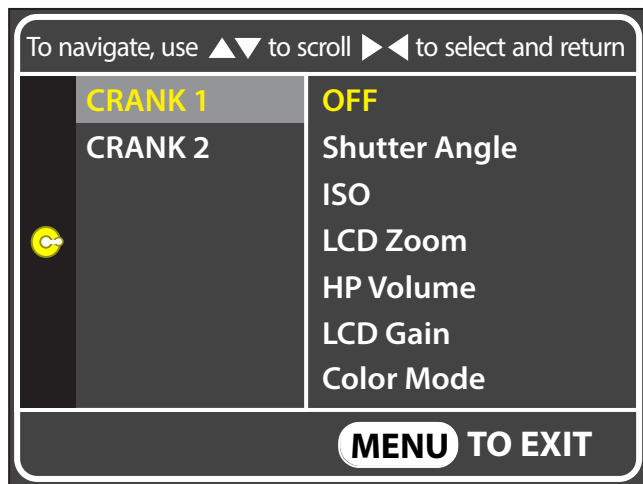 To navigate, use ▲▼ to scroll ▶◀ to select and return
CRANK 1
CRANK 2
OFF
Shutter Angle
ISO
LCD Zoom
HP Volume
LCD Gain
Color Mode
MENU TO EXIT